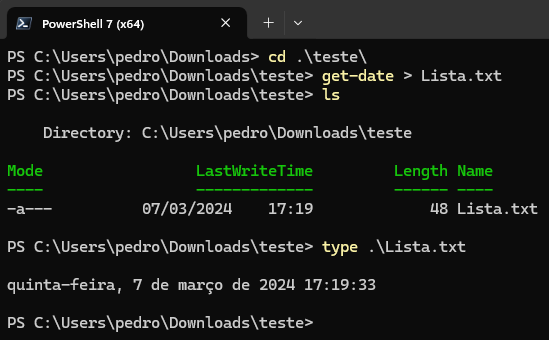 PowerShell 7 (x64)
PS C:\Users\pedro\Downloads> cd .\teste\
PS C:\Users\pedro\Downloads\teste> get-date > Lista.txt
PS C:\Users\pedro\Downloads\teste> ls
Directory: C:\Users\pedro\Downloads\teste
Mode LastWriteTime Length Name
---- ------------- ------ ----
-a--- 07/03/2024 17:19 48 Lista.txt
PS C:\Users\pedro\Downloads\teste> type .\Lista.txt
quinta-feira, 7 de março de 2024 17:19:33
PS C:\Users\pedro\Downloads\teste>